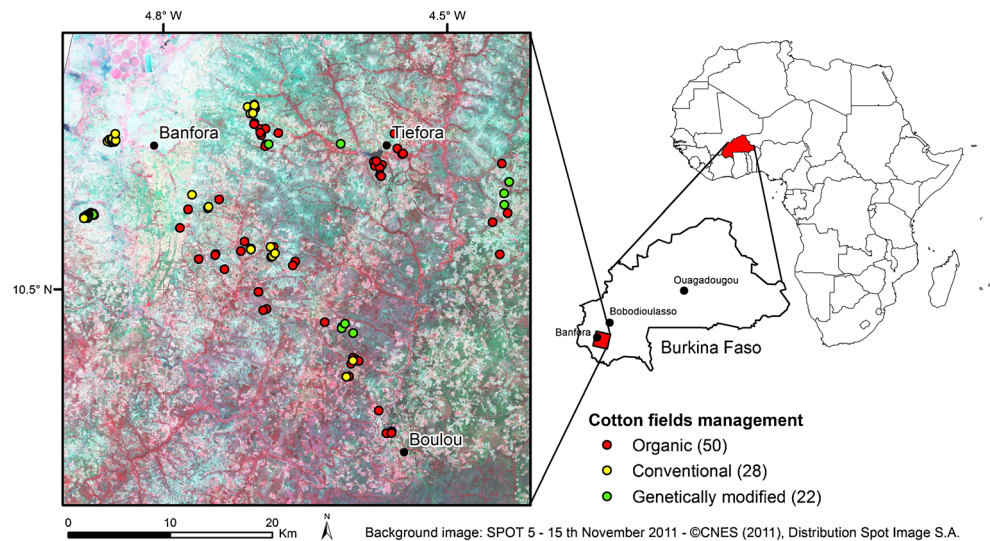 4.8° W
4.5° W
Banfora
Tiefora
10.5° N
Boulou
Ouagadougou
Bobodioulasso
Banfora
Burkina Faso
Cotton fields management
Organic (50)
Conventional (28)
Genetically modified (22)
0 10 20 Km
N
Background image: SPOT 5 - 15 th November 2011 - ©CNES (2011), Distribution Spot Image S.A.